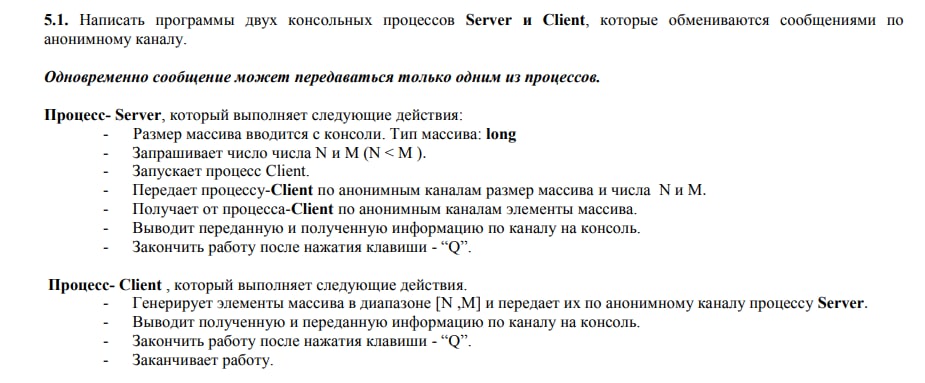 5.1. Написать программы двух консольных процессов Server и Client, которые обмениваются сообщениями по
анонимному каналу.
Одновременно сообщение может передаваться только одним из процессов.
Процесс- Server, который выполняет следующие действия:
- Размер массива вводится с консоли. Тип массива: long
- Запрашивает число числа N и M (N < M ).
- Запускает процесс Client.
- Передает процессу-Client по анонимным каналам размер массива и числа N и M.
- Получает от процесса-Client по анонимным каналам элементы массива.
- Выводит переданную и полученную информацию по каналу на консоль.
- Закончить работу после нажатия клавиши - “Q”.
Процесс- Client , который выполняет следующие действия.
- Генерирует элементы массива в диапазоне [N ,M] и передает их по анонимному каналу процессу Server.
- Выводит полученную и переданную информацию по каналу на консоль.
- Закончить работу после нажатия клавиши - “Q”.
- Заканчивает работу.